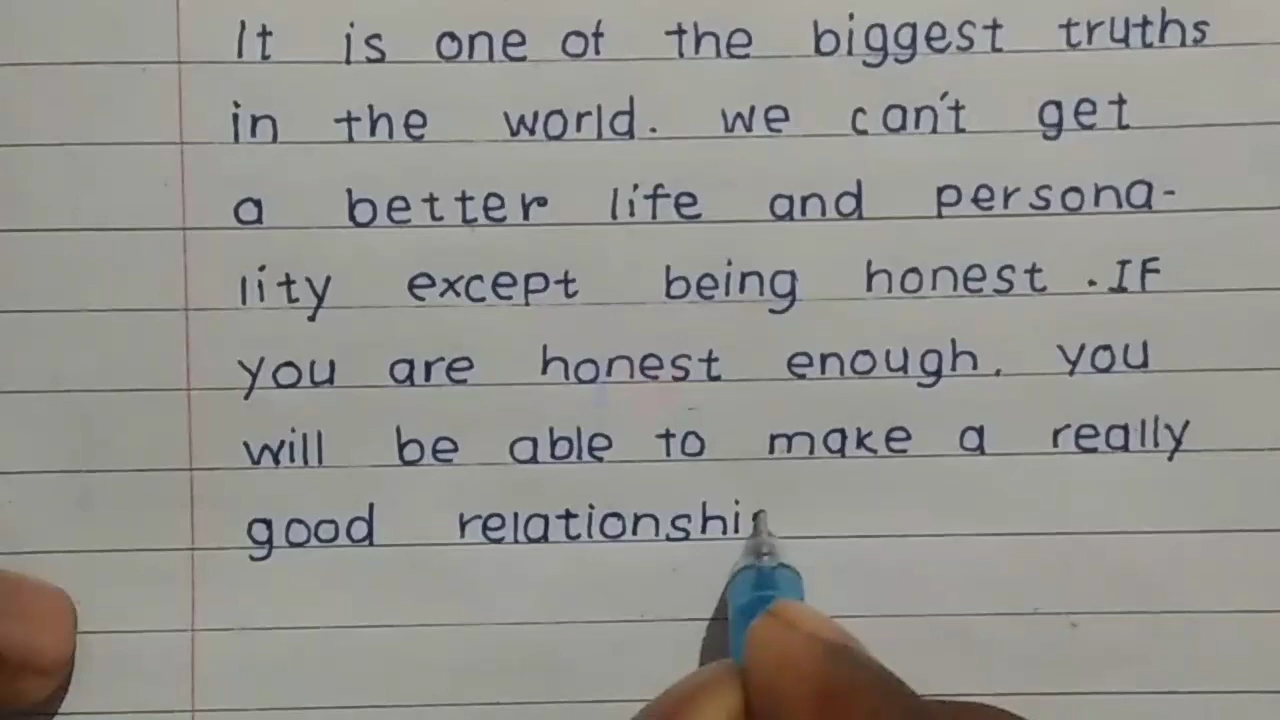 It is one of the biggest truths
in the world. we can't get
a better life and persona-
lity except being honest . IF
you are honest enough. you
will be able to make a really
good relationshi